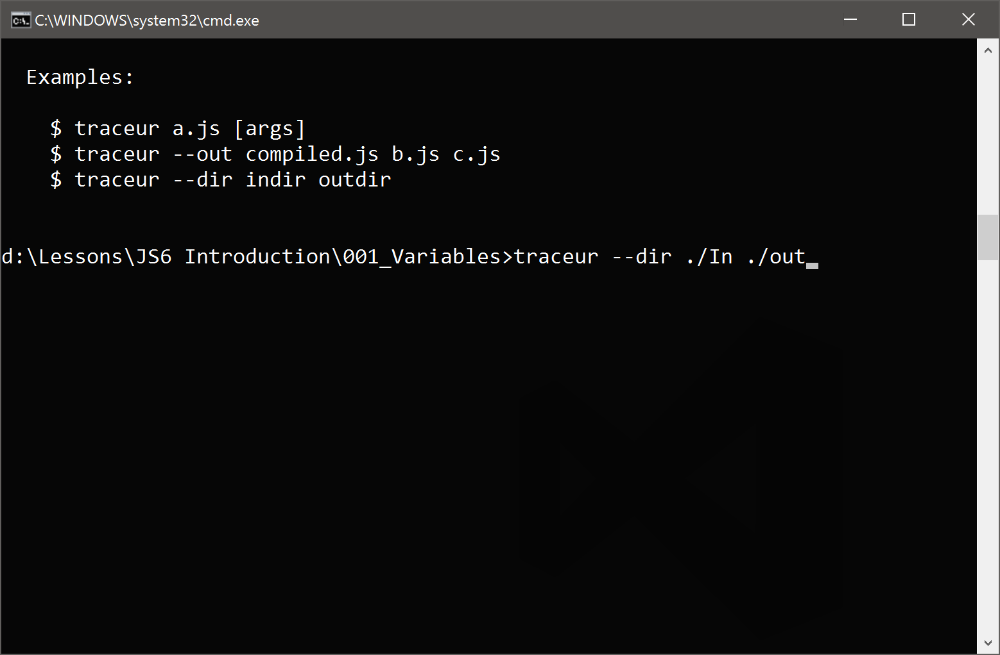 C:\WINDOWS\system32\cmd.exe
Examples:
$ traceur a.js [args]
$ traceur --out compiled.js b.js c.js
$ traceur --dir indir outdir
d:\Lessons\JS6 Introduction\001_Variables>traceur --dir ./In ./out